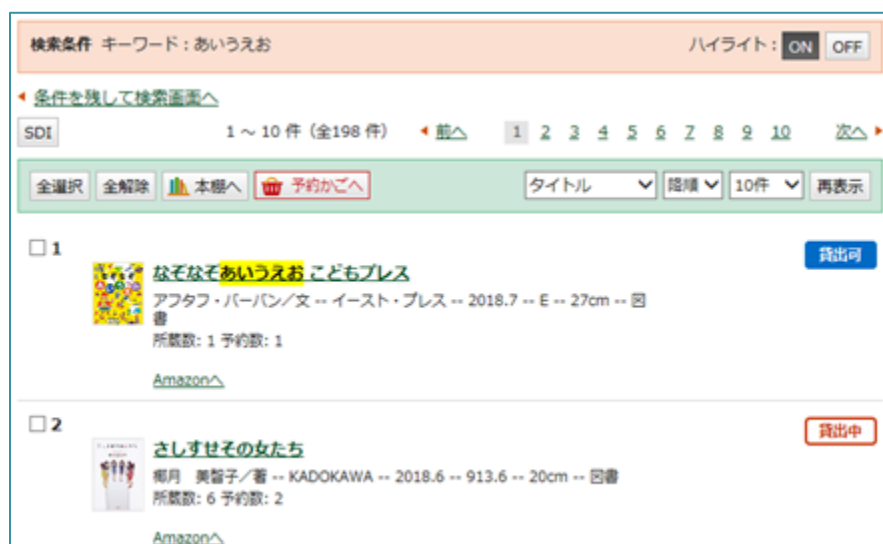 検索条件 キーワード：あいうえお ハイライト： ON OFF
条件を残して検索画面へ
SDI 1 ～ 10 件（全198 件） 前へ 1 2 3 4 5 6 7 8 9 10 次へ
全選択 全解除 本棚へ 予約かごへ タイトル 降順 10件 再表示
1 貸出可
なぞなぞあいうえお こどもプレス
アフタフ・バーバン／文 -- イースト・プレス -- 2018.7 -- E -- 27cm -- 図
書
所蔵数: 1 予約数: 1
Amazonへ
2 貸出中
さしすせその女たち
椰月 美智子／著 -- KADOKAWA -- 2018.6 -- 913.6 -- 20cm -- 図書
所蔵数: 6 予約数: 2
Amazonへ